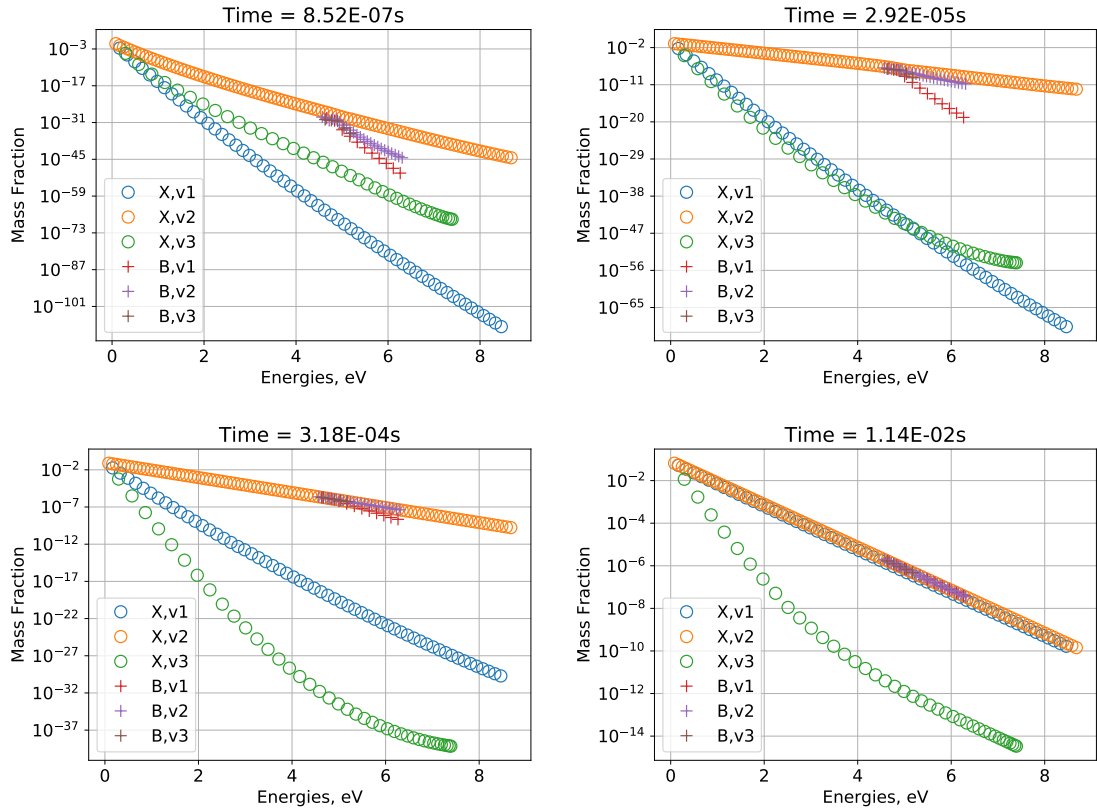 Time = 8.52E-07s
Mass Fraction
10^-3
10^-17
10^-31
10^-45
10^-59
10^-73
10^-87
10^-101
X,v1
X,v2
X,v3
B,v1
B,v2
B,v3
0 2 4 6 8
Energies, eV
Time = 2.92E-05s
Mass Fraction
10^-2
10^-11
10^-20
10^-29
10^-38
10^-47
10^-56
10^-65
X,v1
X,v2
X,v3
B,v1
B,v2
B,v3
0 2 4 6 8
Energies, eV
Time = 3.18E-04s
Mass Fraction
10^-2
10^-7
10^-12
10^-17
10^-22
10^-27
10^-32
10^-37
X,v1
X,v2
X,v3
B,v1
B,v2
B,v3
0 2 4 6 8
Energies, eV
Time = 1.14E-02s
Mass Fraction
10^-2
10^-4
10^-6
10^-8
10^-10
10^-12
10^-14
X,v1
X,v2
X,v3
B,v1
B,v2
B,v3
0 2 4 6 8
Energies, eV